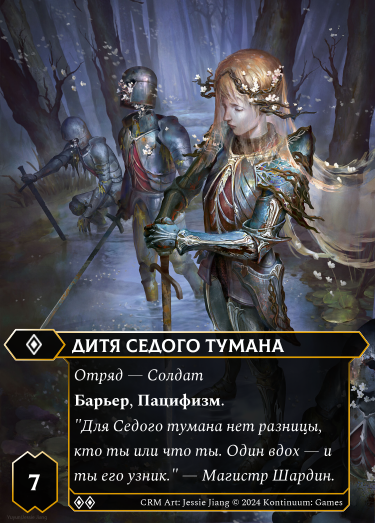 ДИТЯ СЕДОГО ТУМАНА
Отряд — Солдат
Барьер, Пацифизм.
"Для Седого тумана нет разницы,
кто ты или что ты. Один вдох — и
ты его узник." — Магистр Шардин.
7
CRM Art: Jessie Jiang © 2024 Kontinuum: Games